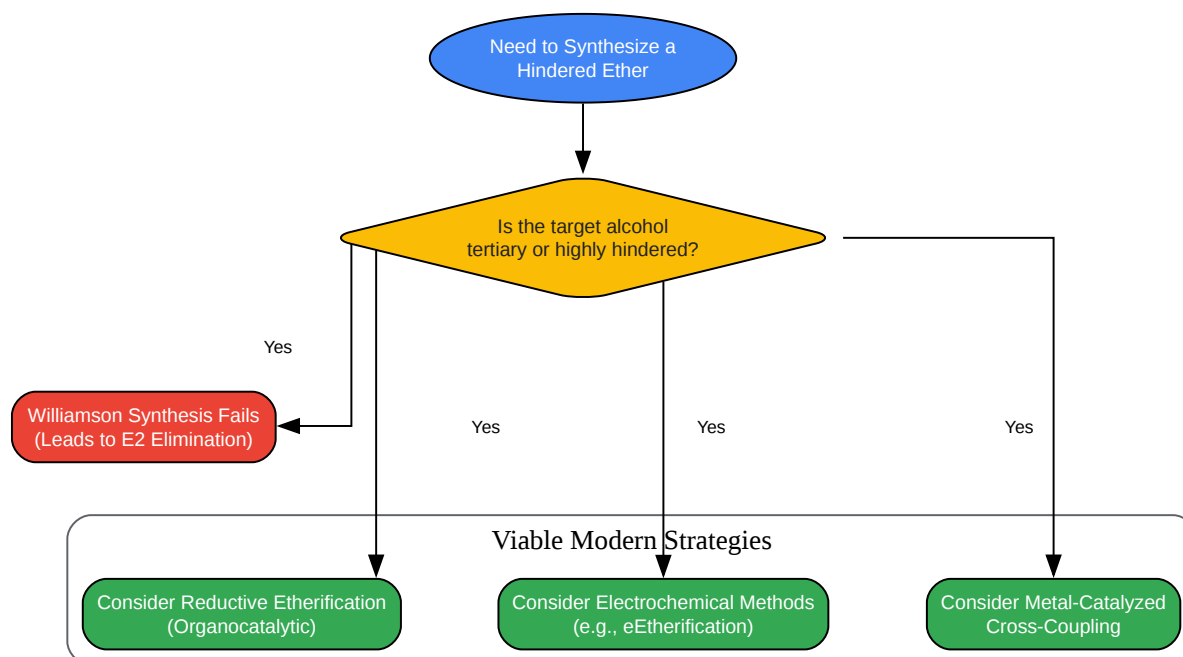 Need to Synthesize a
Hindered Ether
Is the target alcohol
tertiary or highly hindered?
Yes
Williamson Synthesis Fails
(Leads to E2 Elimination)
Yes
Yes
Yes
Viable Modern Strategies
Consider Reductive Etherification
(Organocatalytic)
Consider Electrochemical Methods
(e.g., eEtherification)
Consider Metal-Catalyzed
Cross-Coupling